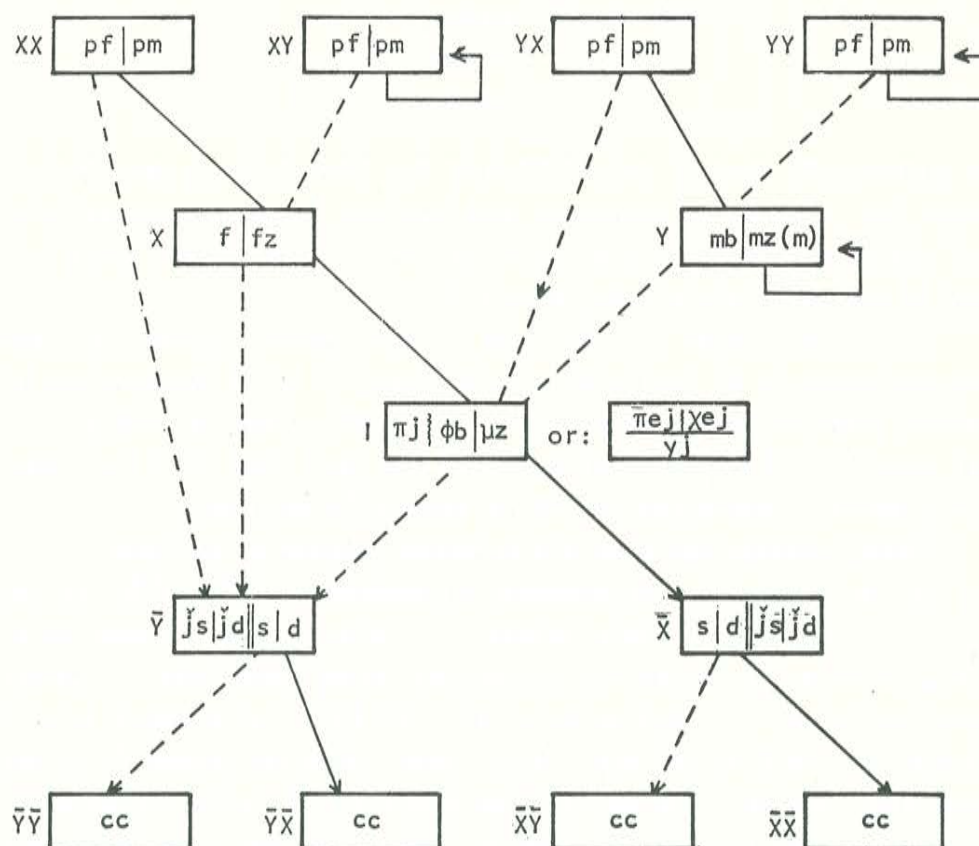 XX pf|pm XY pf|pm YX pf|pm YY pf|pm
X f|fz Y mb|mz(m)
I πj⸾ϕb|μz or: π̄ej|χej
yj
Ȳ ǰs|ǰd‖s|d X̄ s|d‖ǰs|ǰd
ȲȲ cc ȲX̄ cc X̄Ȳ cc X̄X̄ cc